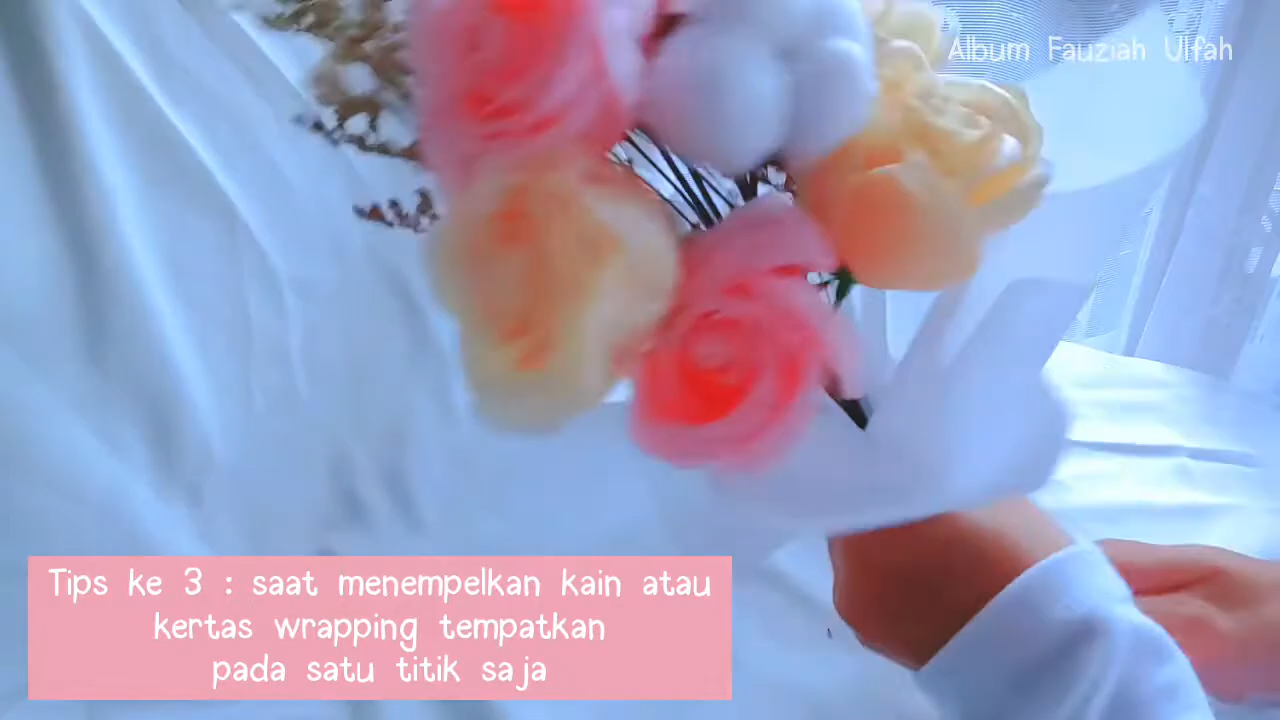 Album Fauziah Ulfah
Tips ke 3 : saat menempelkan kain atau
kertas wrapping tempatkan
pada satu titik saja